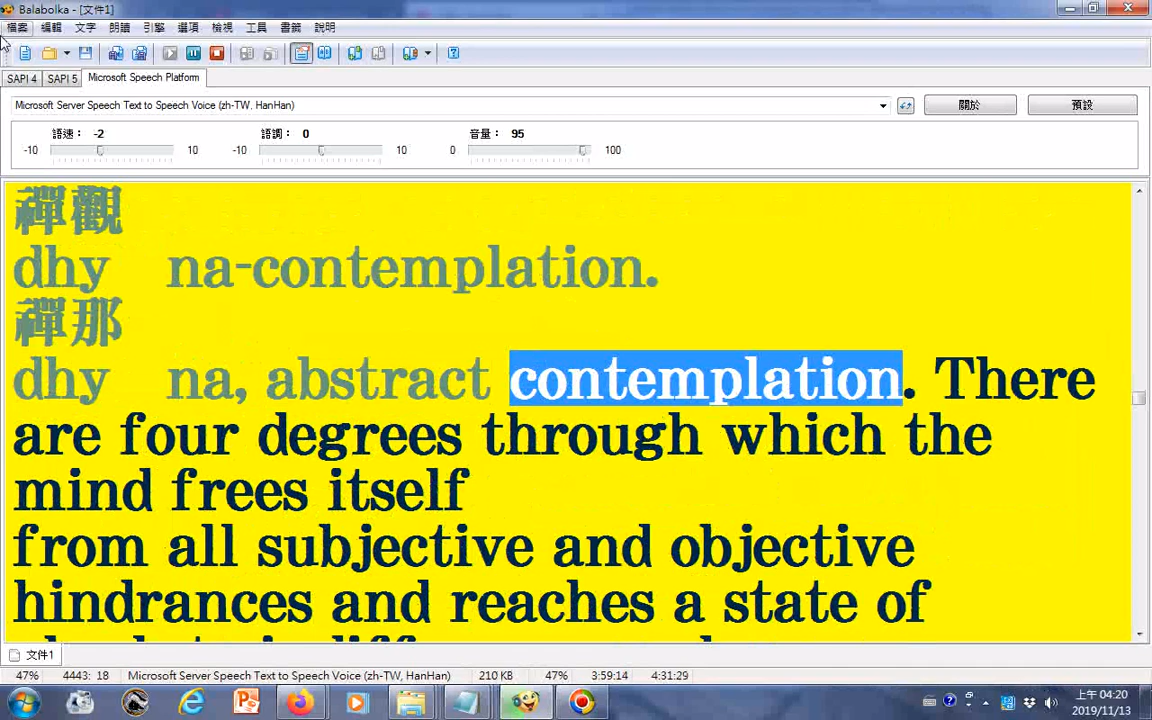 Balabolka - [文件1]
檔案 編輯 文字 朗讀 引擎 選項 檢視 工具 書籤 說明
SAPI 4 SAPI 5 Microsoft Speech Platform
Microsoft Server Speech Text to Speech Voice (zh-TW, HanHan) 關於 預設
語速： -2 語調： 0 音量： 95
-10 10 -10 10 0 100
禪觀
dhy na-contemplation.
禪那
dhy na, abstract contemplation. There
are four degrees through which the
mind frees itself
from all subjective and objective
hindrances and reaches a state of
文件1
47% 4443: 18 Microsoft Server Speech Text to Speech Voice (zh-TW, HanHan) 210 KB 47% 3:59:14 4:31:29
上午 04:20
2019/11/13